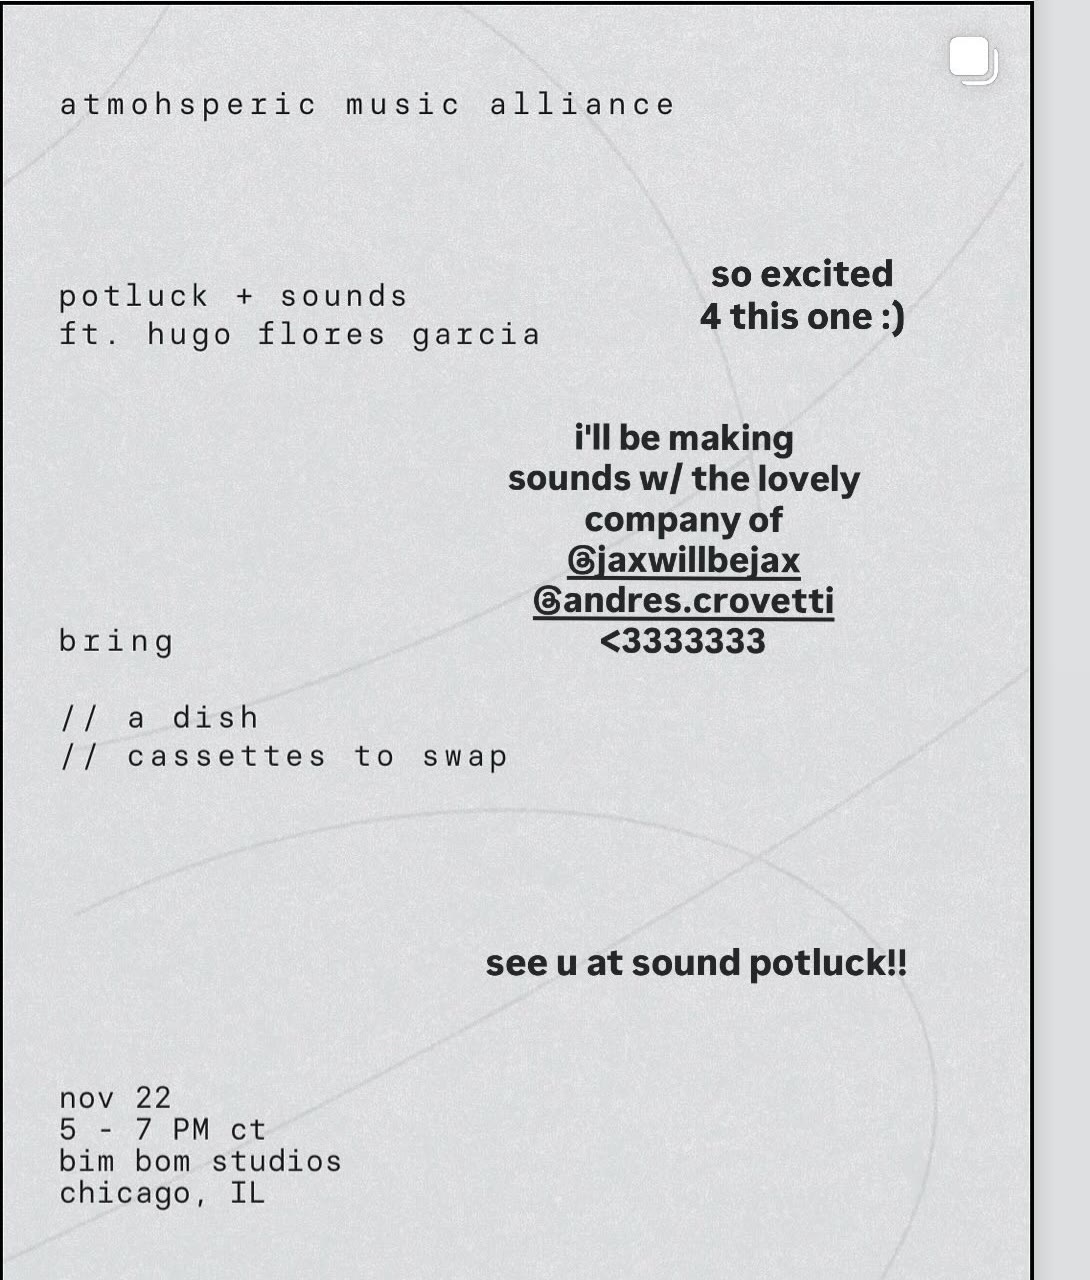 atmohsperic music alliance
potluck + sounds
ft. hugo flores garcia
so excited
4 this one :)
i'll be making
sounds w/ the lovely
company of
@jaxwillbejax
@andres.crovetti
<3333333
bring
// a dish
// cassettes to swap
see u at sound potluck!!
nov 22
5 - 7 PM ct
bim bom studios
chicago, IL